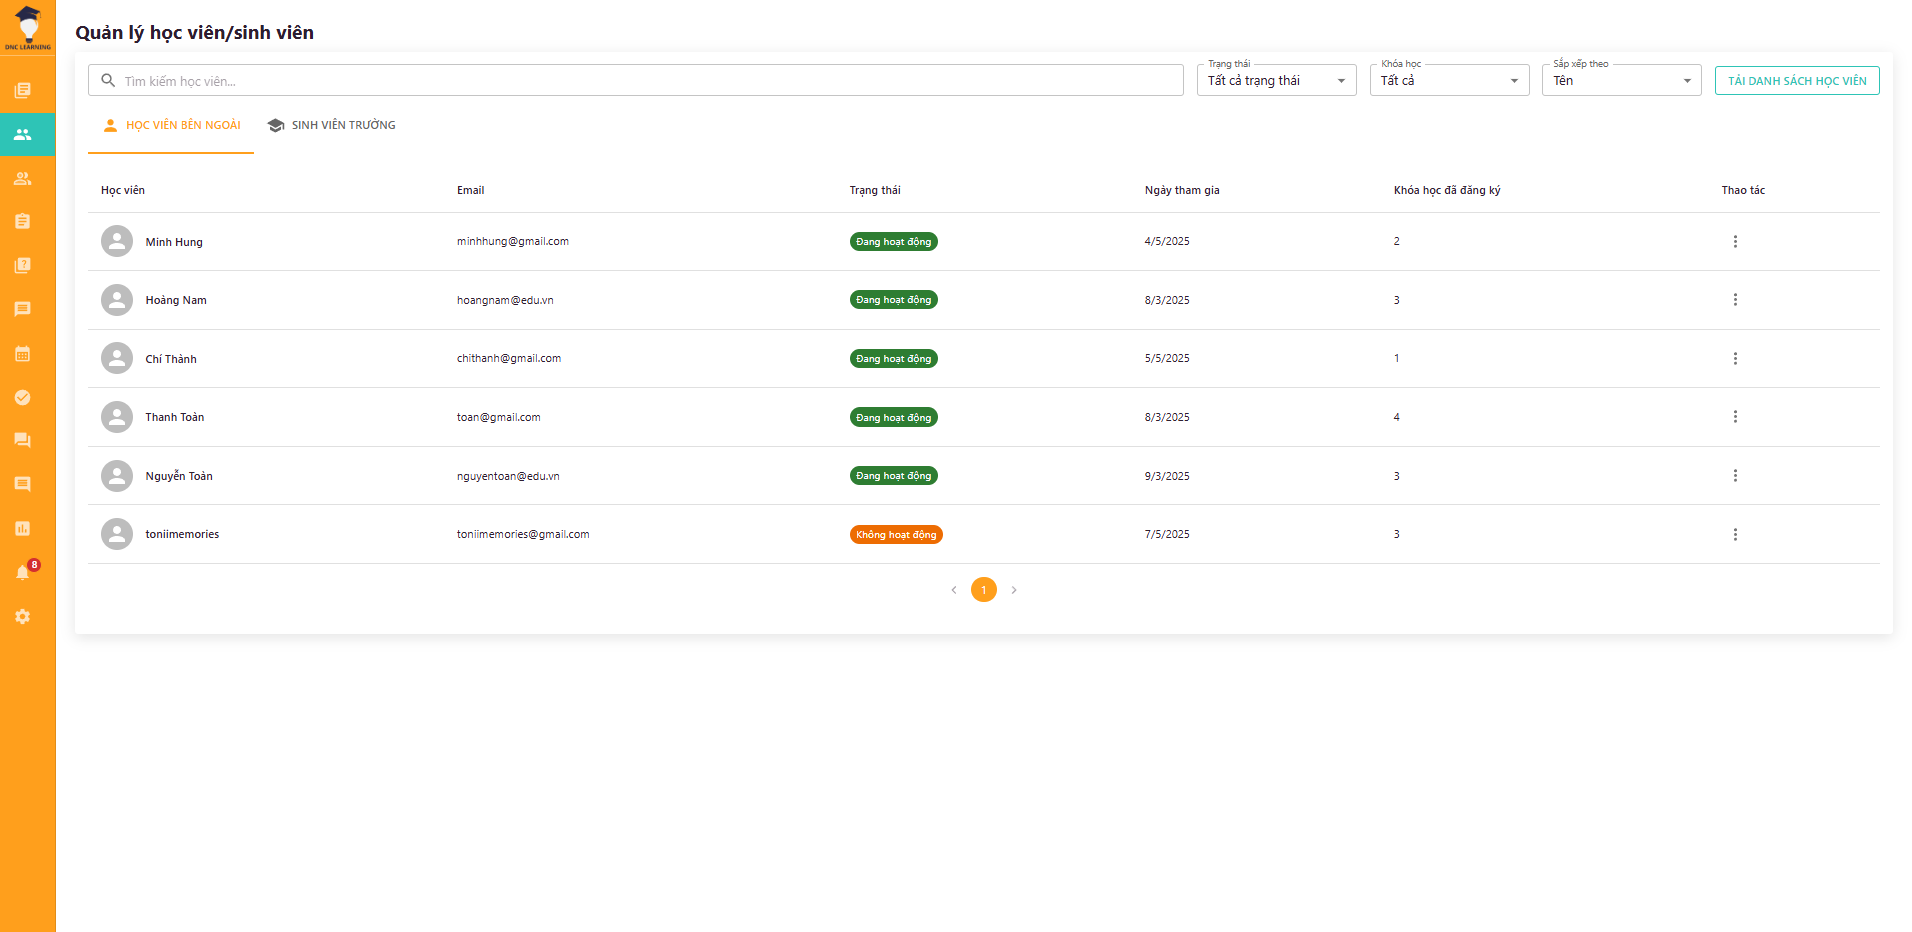 DNC LEARNING
Quản lý học viên/sinh viên
Tìm kiếm học viên...
Trạng thái
Tất cả trạng thái
Khóa học
Tất cả
Sắp xếp theo
Tên
TẢI DANH SÁCH HỌC VIÊN
HỌC VIÊN BÊN NGOÀI
SINH VIÊN TRƯỜNG
Học viên Email Trạng thái Ngày tham gia Khóa học đã đăng ký Thao tác
Minh Hung minhhung@gmail.com Đang hoạt động 4/5/2025 2
Hoàng Nam hoangnam@edu.vn Đang hoạt động 8/3/2025 3
Chí Thành chithanh@gmail.com Đang hoạt động 5/5/2025 1
Thanh Toàn toan@gmail.com Đang hoạt động 8/3/2025 4
Nguyễn Toàn nguyentoan@edu.vn Đang hoạt động 9/3/2025 3
toniimemories toniimemories@gmail.com Không hoạt động 7/5/2025 3
8
1